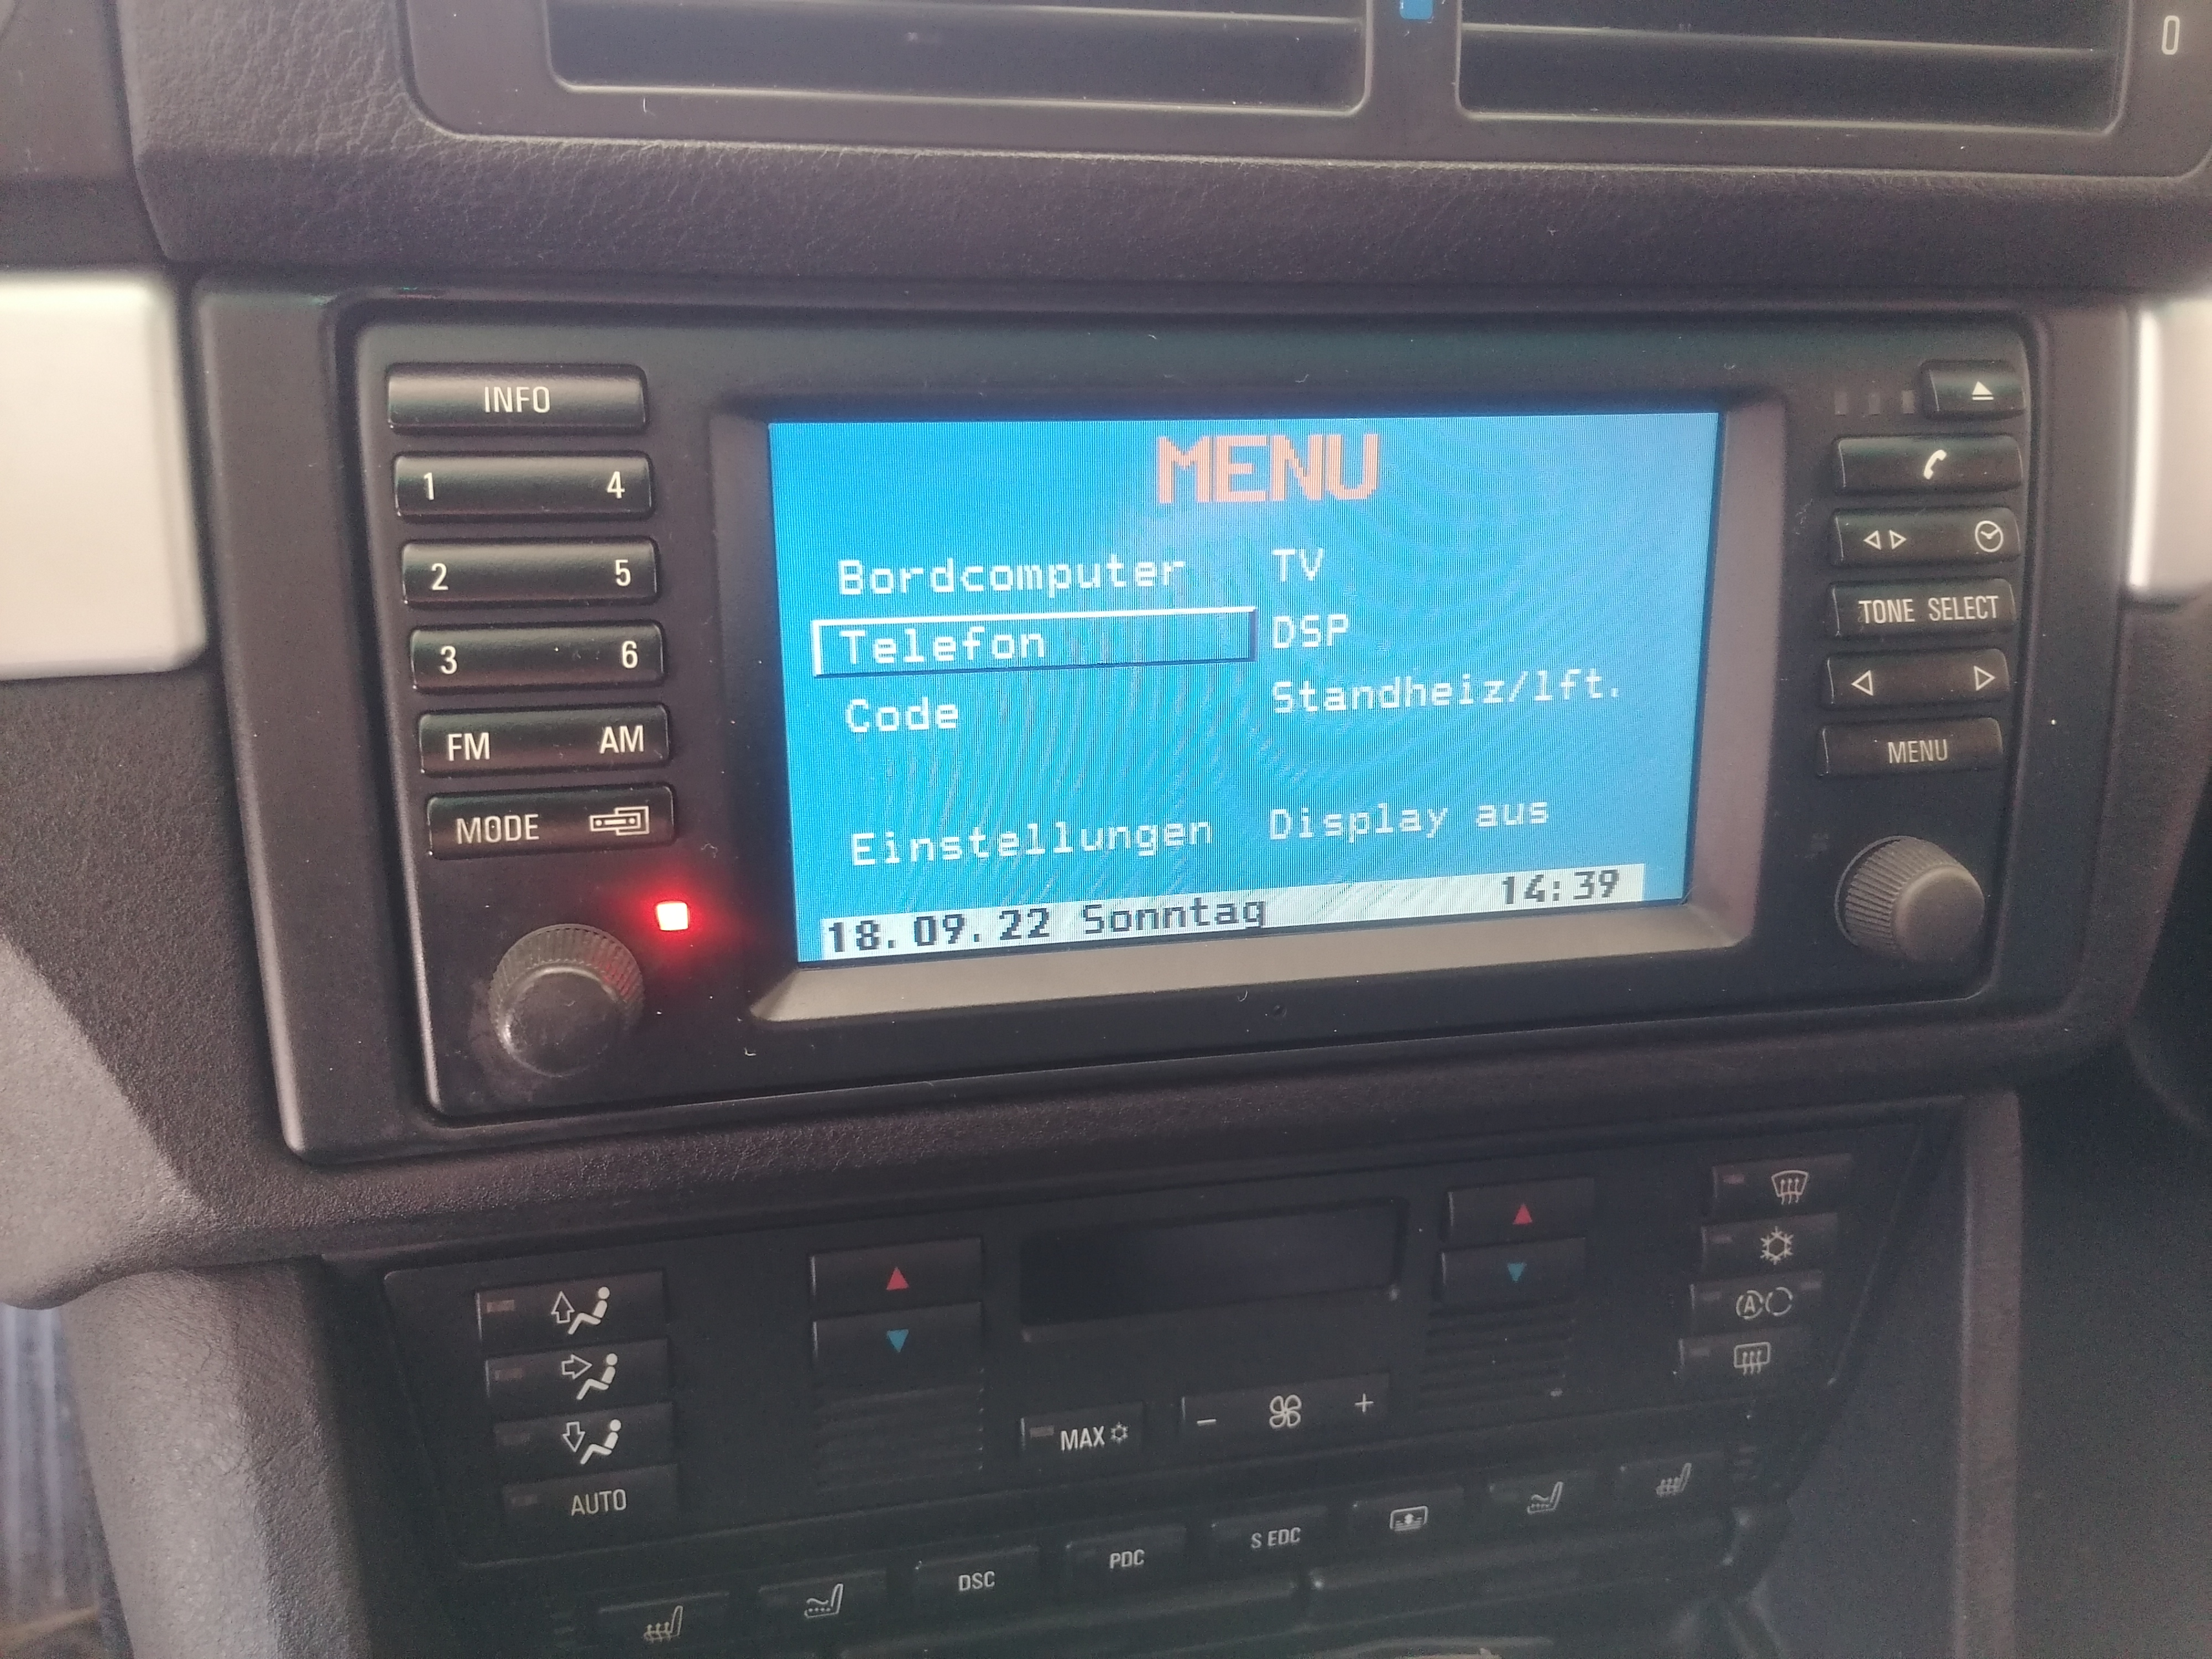 0
INFO
1 4
2 5
3 6
FM AM
MODE
MENU
Bordcomputer TV
Telefon DSP
Code Standheiz/lft.
Einstellungen Display aus
18.09.22 Sonntag 14:39
TONE SELECT
MENU
AUTO
MAX
− +
A
DSC
PDC
S EDC